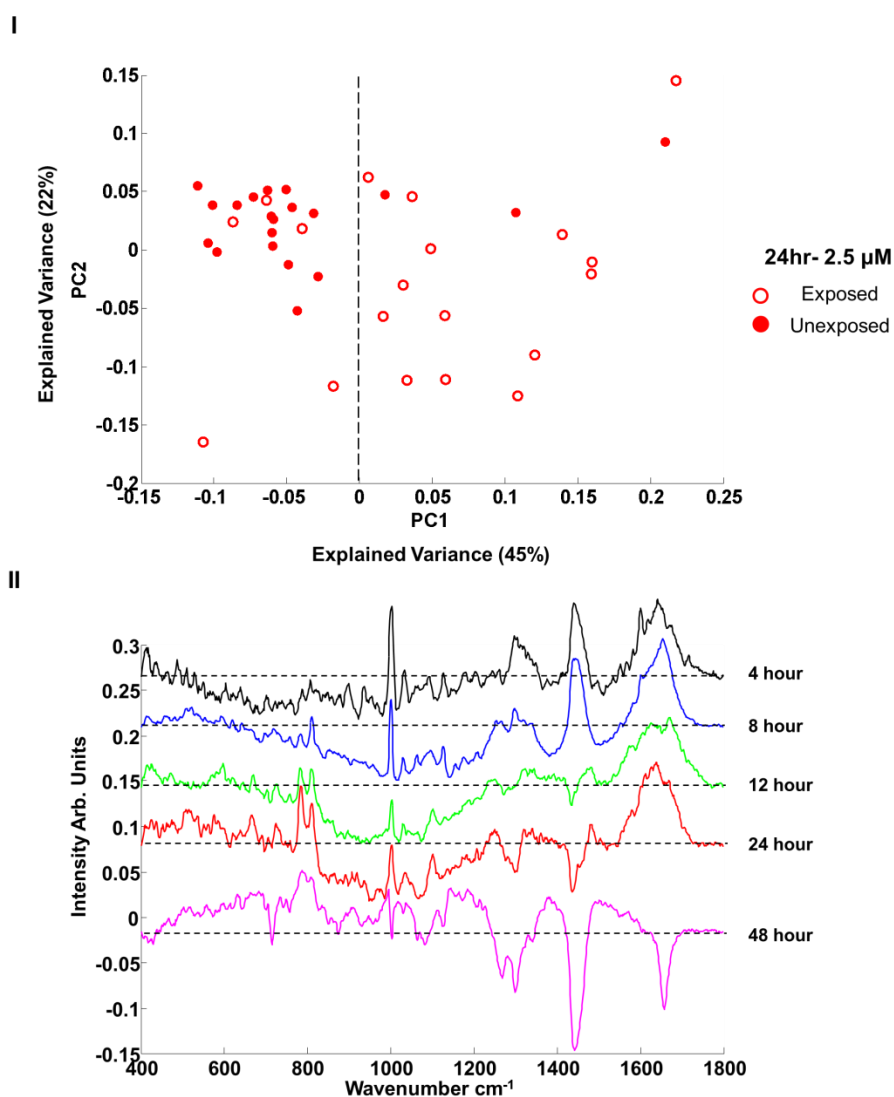 I
0.15
0.1
0.05
0
-0.05
-0.1
-0.15
-0.2
Explained Variance (22%)
PC2
-0.15
-0.1
-0.05
0
0.05
0.1
0.15
0.2
0.25
PC1
Explained Variance (45%)
24hr- 2.5 µM
Exposed
Unexposed
II
0.3
0.25
0.2
0.15
0.1
0.05
0
-0.05
-0.1
-0.15
Intensity Arb. Units
4 hour
8 hour
12 hour
24 hour
48 hour
400
600
800
1000
1200
1400
1600
1800
Wavenumber cm⁻¹